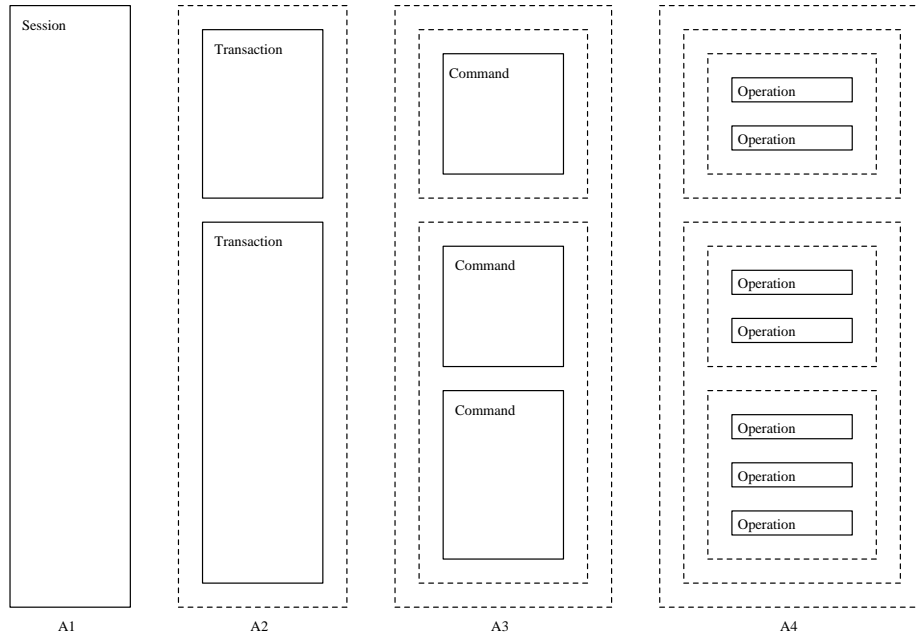 Session
Transaction
Transaction
Command
Command
Command
Operation
Operation
Operation
Operation
Operation
Operation
Operation
A1
A2
A3
A4